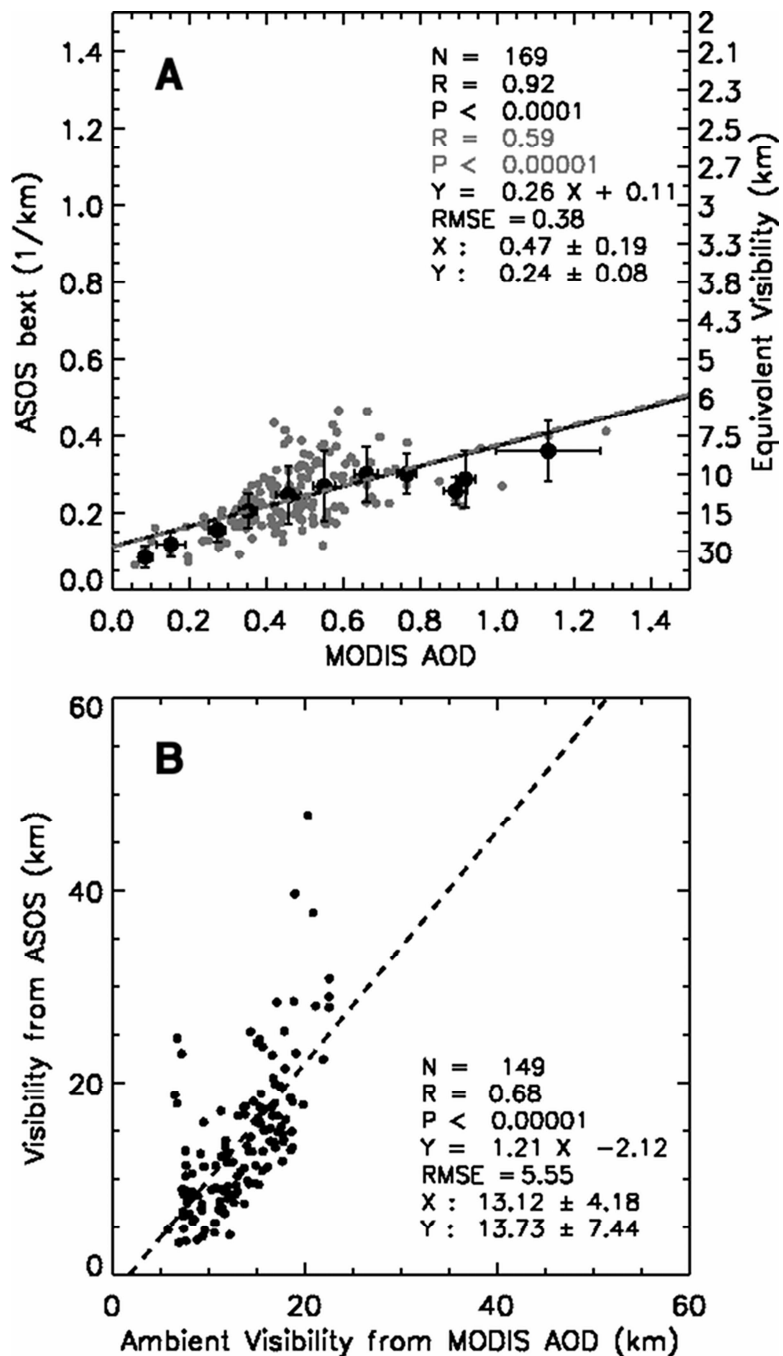 A
N = 169
R = 0.92
P < 0.0001
R = 0.59
P < 0.00001
Y = 0.26 X + 0.11
RMSE = 0.38
X : 0.47 ± 0.19
Y : 0.24 ± 0.08
ASOS bext (1/km)
1.4
1.2
1.0
0.8
0.6
0.4
0.2
0.0
Equivalent Visibility (km)
2
2.1
2.3
2.5
2.7
3
3.3
3.8
4.3
5
6
7.5
10
15
30
0.0 0.2 0.4 0.6 0.8 1.0 1.2 1.4
MODIS AOD
B
Visibility from ASOS (km)
60
40
20
0
N = 149
R = 0.68
P < 0.00001
Y = 1.21 X −2.12
RMSE = 5.55
X : 13.12 ± 4.18
Y : 13.73 ± 7.44
0 20 40 60
Ambient Visibility from MODIS AOD (km)